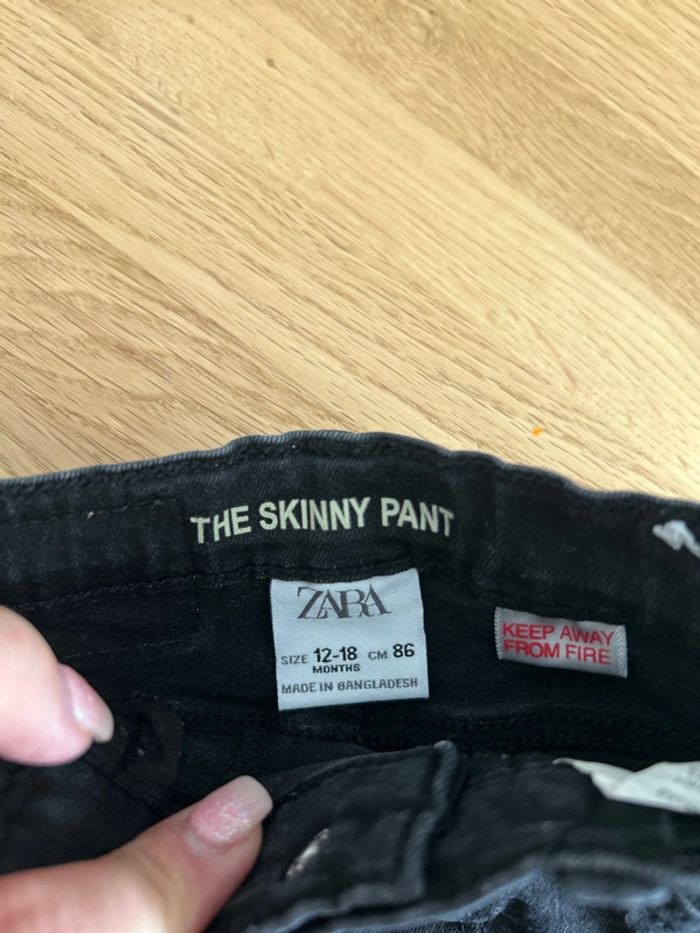 THE SKINNY PANT
ZARA
SIZE 12-18 CM 86
MONTHS
MADE IN BANGLADESH
KEEP AWAY
FROM FIRE